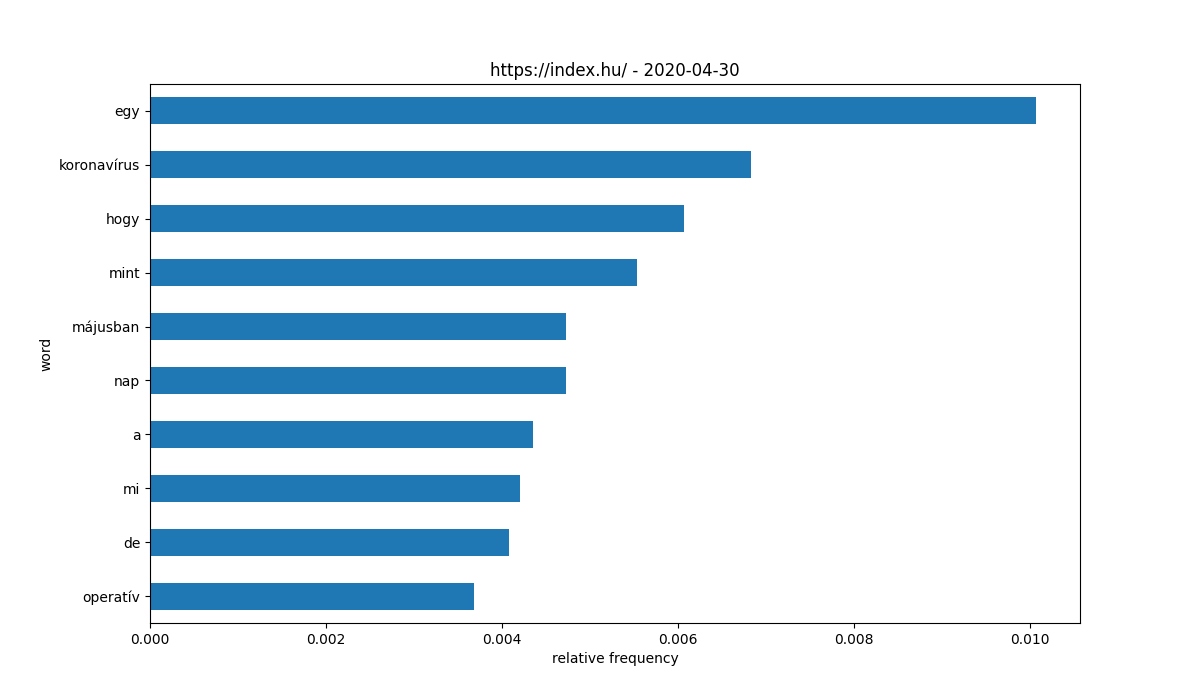 https://index.hu/ - 2020-04-30
egy
koronavírus
hogy
mint
májusban
nap
a
mi
de
operatív
word
0.000 0.002 0.004 0.006 0.008 0.010
relative frequency